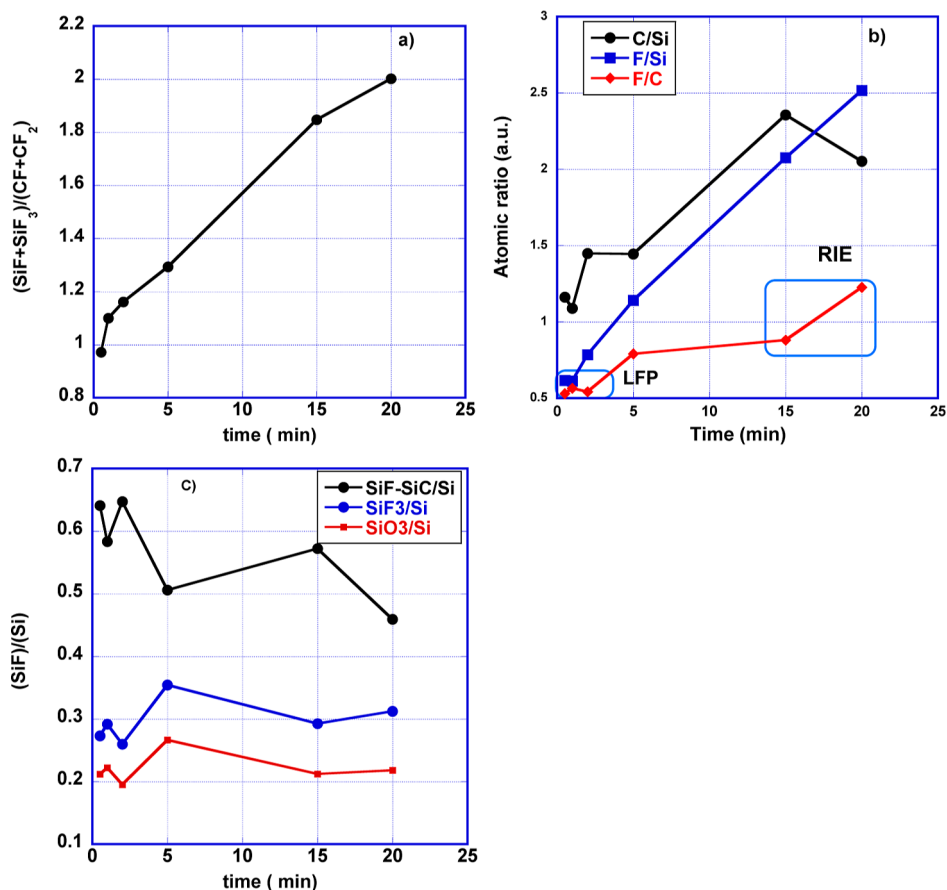 a)
2.2
2
1.8
1.6
1.4
1.2
1
0.8
(SiF+SiF3)/(CF+CF2)
0 5 10 15 20 25
time ( min)
b)
C/Si
F/Si
F/C
3
2.5
2
1.5
1
0.5
Atomic ratio (a.u.)
RIE
LFP
0 5 10 15 20 25
Time (min)
C)
SiF-SiC/Si
SiF3/Si
SiO3/Si
0.7
0.6
0.5
0.4
0.3
0.2
0.1
(SiF)/(Si)
0 5 10 15 20 25
time ( min)